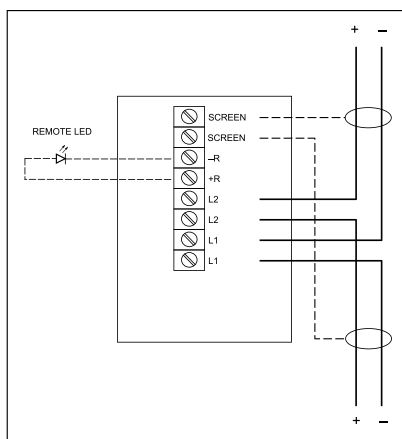 + −
SCREEN
REMOTE LED
SCREEN
–R
+R
L2
L2
L1
L1
+ −